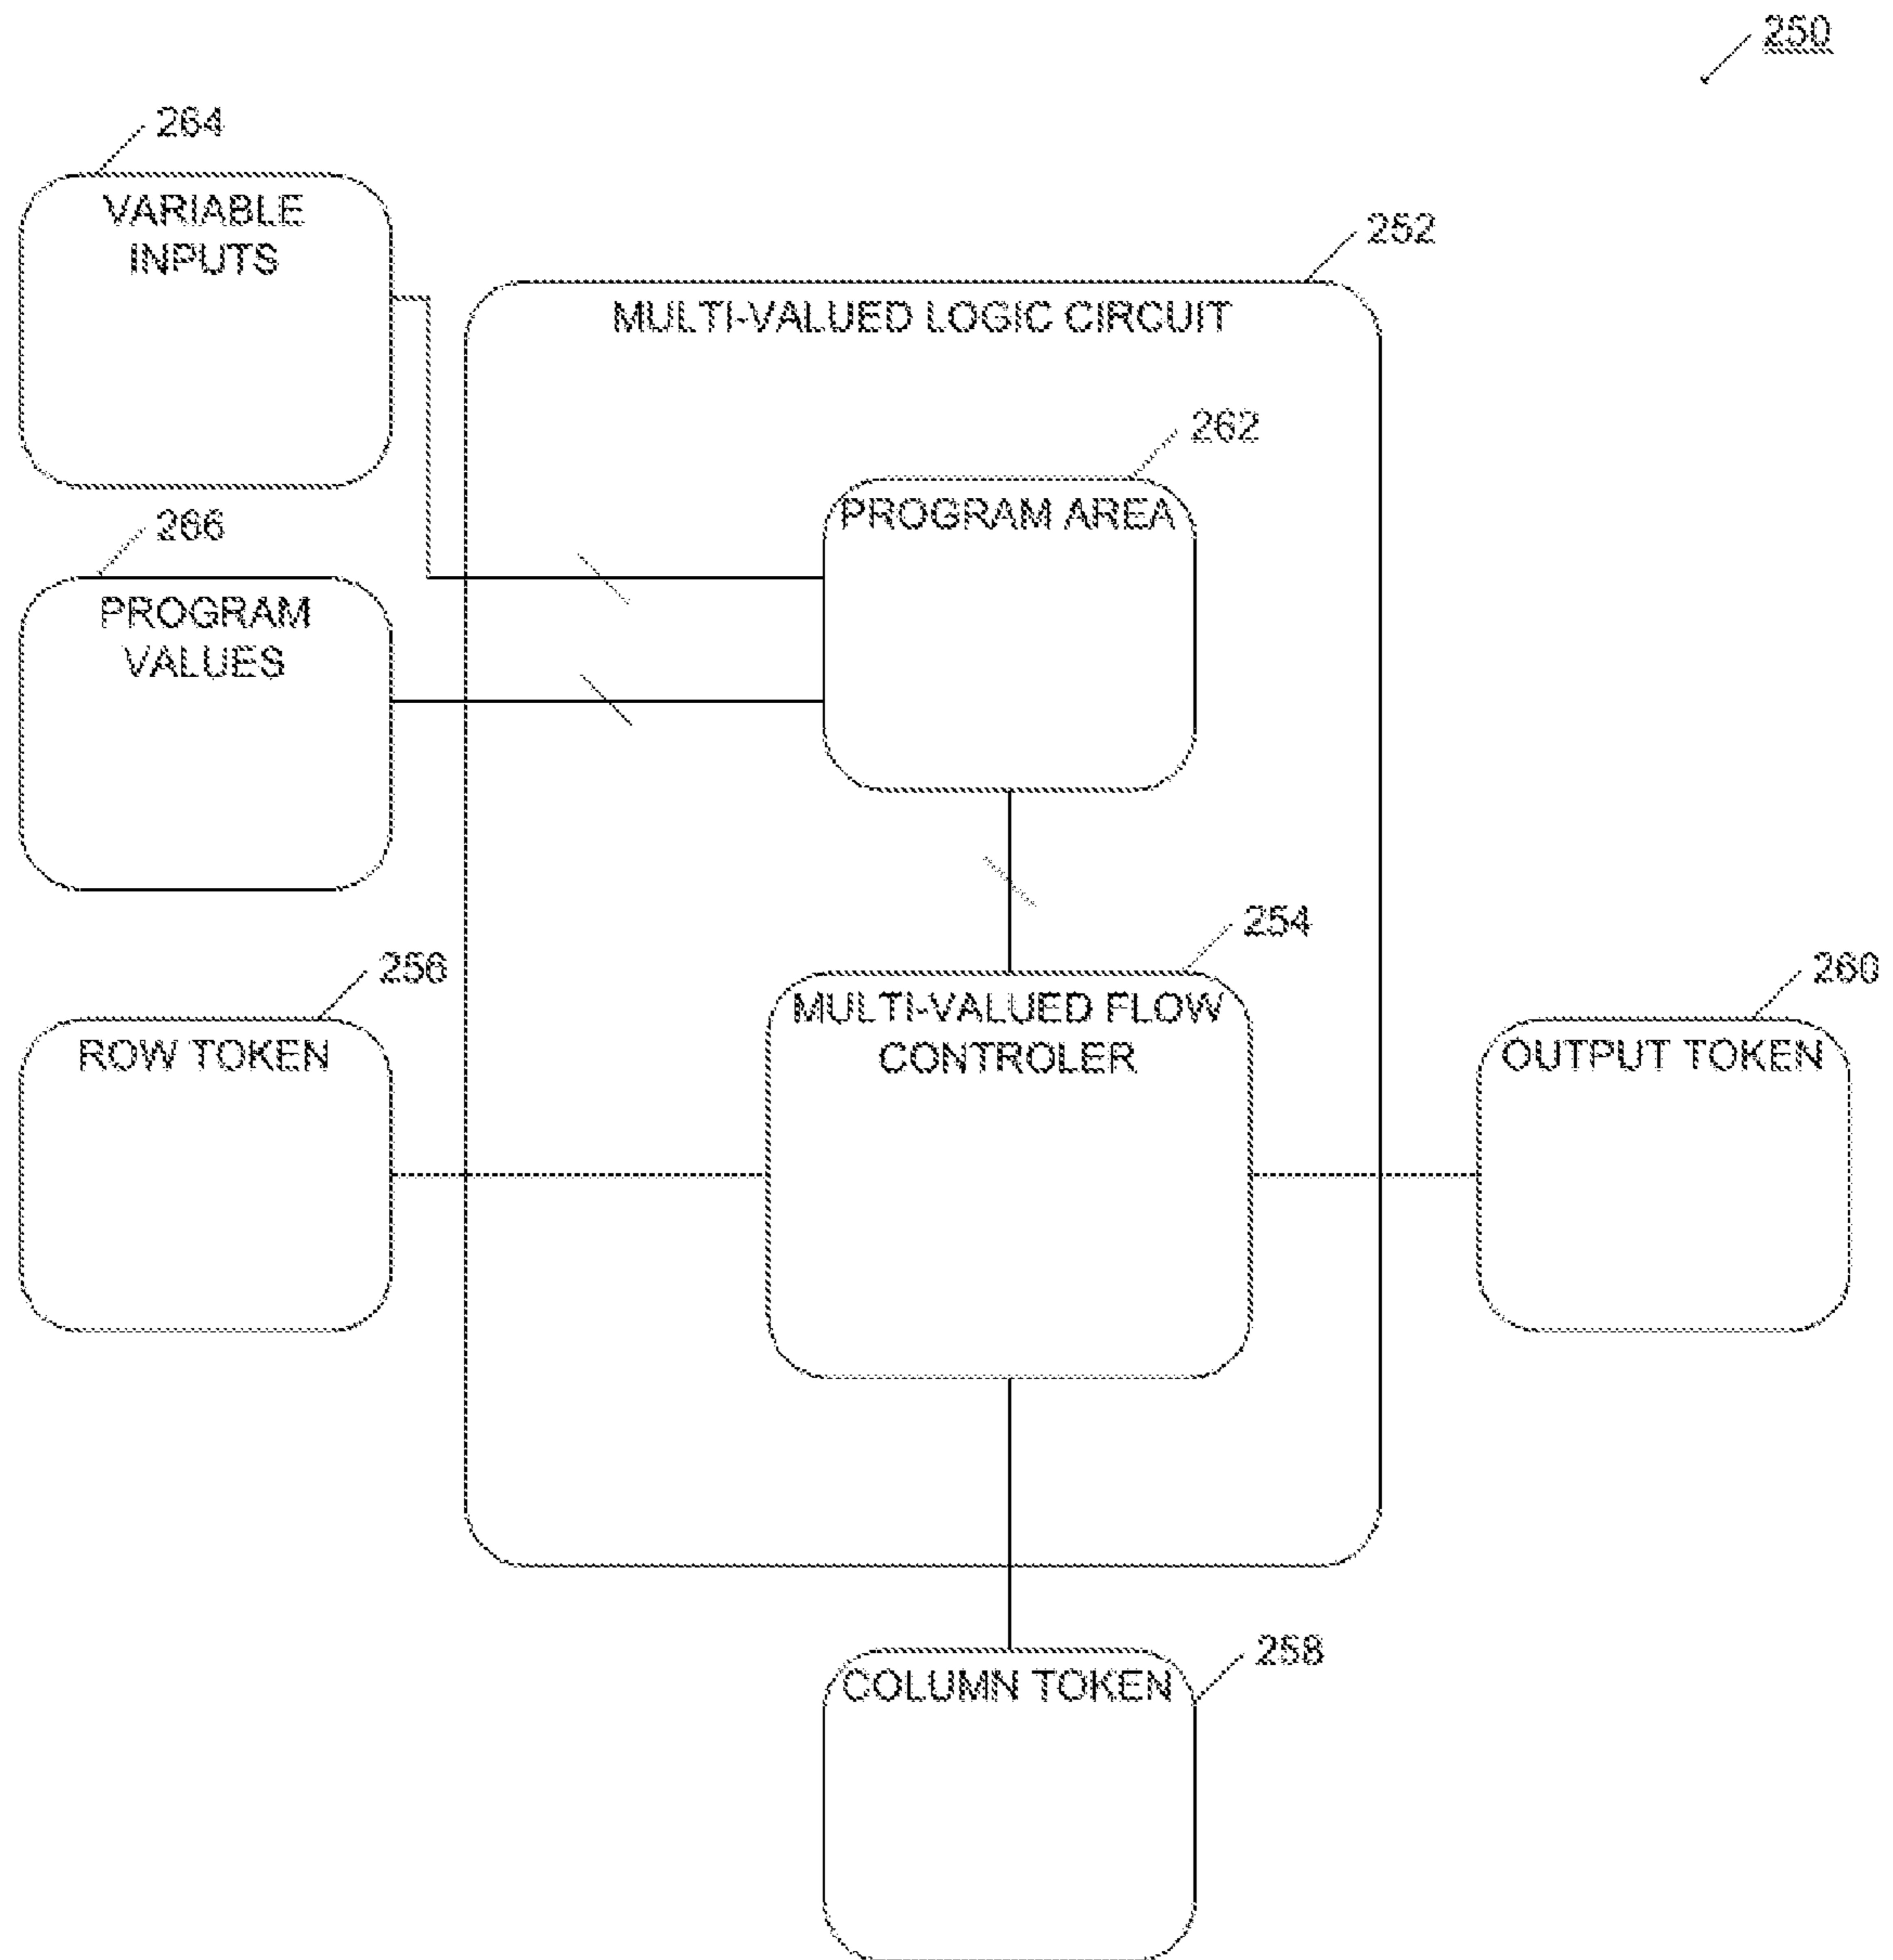 250
264
VARIABLE
INPUTS
252
MULTI-VALUED LOGIC CIRCUIT
262
PROGRAM AREA
266
PROGRAM
VALUES
254
MULTI-VALUED FLOW
CONTROLER
256
ROW TOKEN
260
OUTPUT TOKEN
258
COLUMN TOKEN